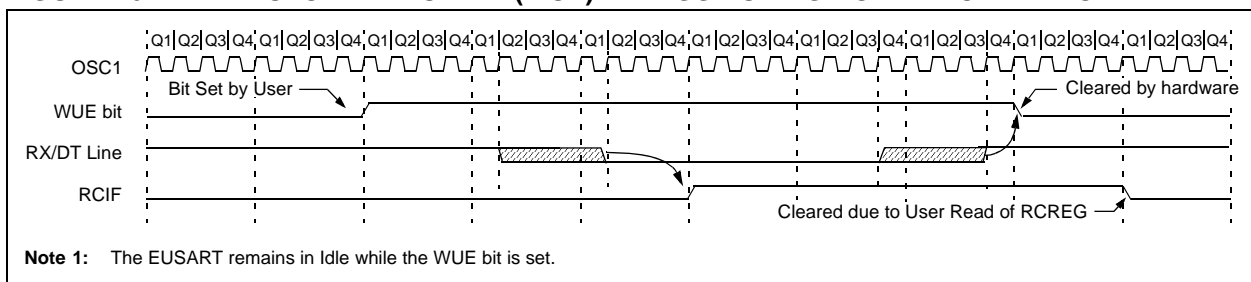 Q1 Q2 Q3 Q4 Q1 Q2 Q3 Q4 Q1 Q2 Q3 Q4 Q1 Q2 Q3 Q4 Q1 Q2 Q3 Q4 Q1 Q2 Q3 Q4 Q1 Q2 Q3 Q4 Q1 Q2 Q3 Q4 Q1 Q2 Q3 Q4 Q1 Q2 Q3 Q4
OSC1
Bit Set by User
Cleared by hardware
WUE bit
RX/DT Line
RCIF
Cleared due to User Read of RCREG
Note 1: The EUSART remains in Idle while the WUE bit is set.